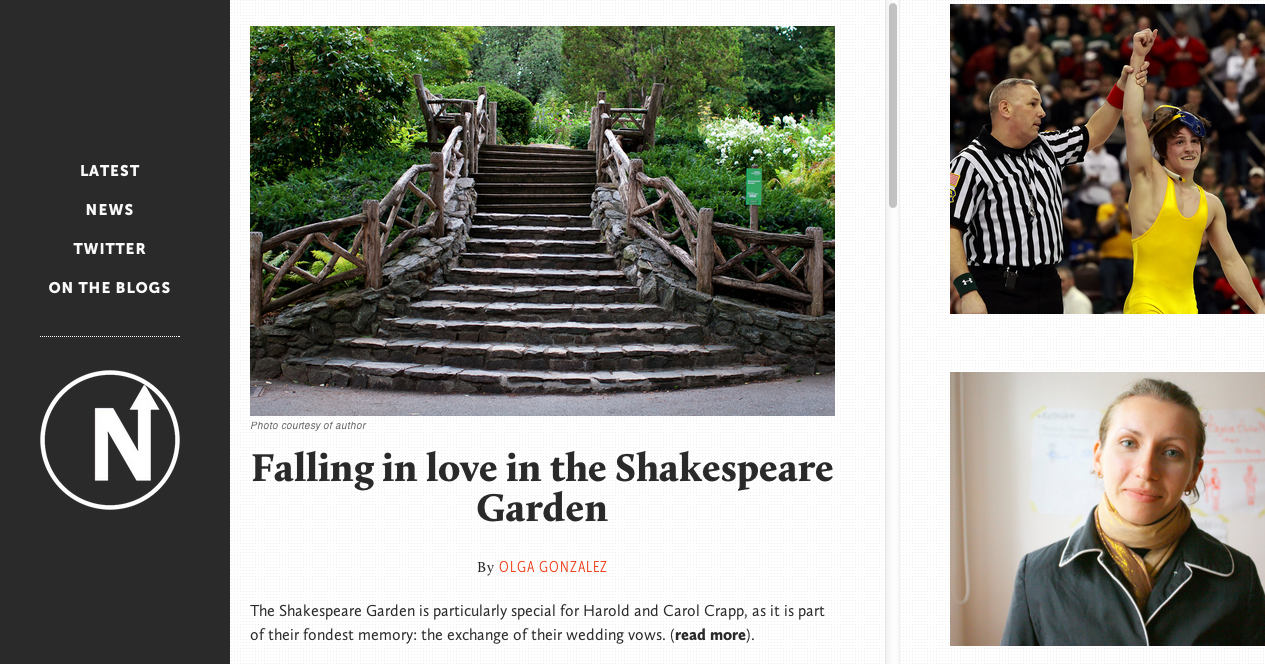 LATEST
NEWS
TWITTER
ON THE BLOGS
N
Photo courtesy of author
Falling in love in the Shakespeare
Garden
By OLGA GONZALEZ
The Shakespeare Garden is particularly special for Harold and Carol Crapp, as it is part
of their fondest memory: the exchange of their wedding vows. (read more).